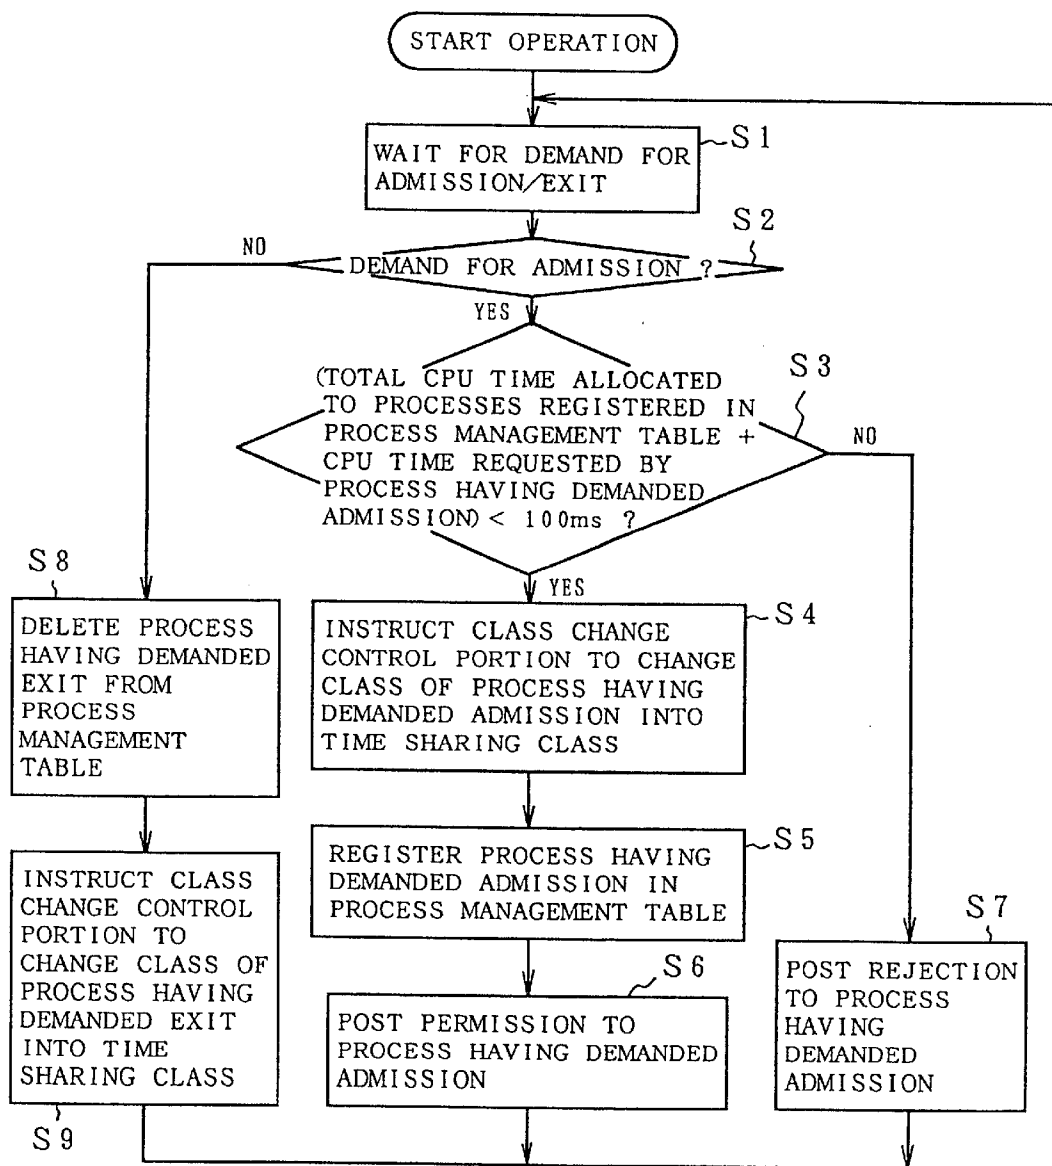 START OPERATION
S1
WAIT FOR DEMAND FOR
ADMISSION/EXIT
S2
NO
DEMAND FOR ADMISSION ?
YES
S3
(TOTAL CPU TIME ALLOCATED
TO PROCESSES REGISTERED IN
PROCESS MANAGEMENT TABLE +
CPU TIME REQUESTED BY
PROCESS HAVING DEMANDED
ADMISSION) < 100ms ?
NO
YES
S8
DELETE PROCESS
HAVING DEMANDED
EXIT FROM
PROCESS
MANAGEMENT
TABLE
S4
INSTRUCT CLASS CHANGE
CONTROL PORTION TO CHANGE
CLASS OF PROCESS HAVING
DEMANDED ADMISSION INTO
TIME SHARING CLASS
S5
REGISTER PROCESS HAVING
DEMANDED ADMISSION IN
PROCESS MANAGEMENT TABLE
INSTRUCT CLASS
CHANGE CONTROL
PORTION TO
CHANGE CLASS OF
PROCESS HAVING
DEMANDED EXIT
INTO TIME
SHARING CLASS
S9
S6
POST PERMISSION TO
PROCESS HAVING DEMANDED
ADMISSION
S7
POST REJECTION
TO PROCESS
HAVING
DEMANDED
ADMISSION